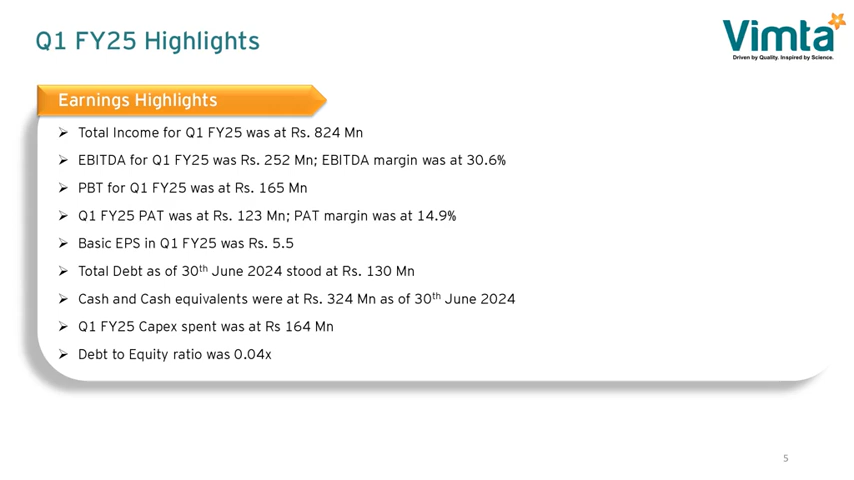 Q1 FY25 Highlights
Vimta
Driven by Quality. Inspired by Science.
Earnings Highlights
➢ Total Income for Q1 FY25 was at Rs. 824 Mn
➢ EBITDA for Q1 FY25 was Rs. 252 Mn; EBITDA margin was at 30.6%
➢ PBT for Q1 FY25 was at Rs. 165 Mn
➢ Q1 FY25 PAT was at Rs. 123 Mn; PAT margin was at 14.9%
➢ Basic EPS in Q1 FY25 was Rs. 5.5
➢ Total Debt as of 30th June 2024 stood at Rs. 130 Mn
➢ Cash and Cash equivalents were at Rs. 324 Mn as of 30th June 2024
➢ Q1 FY25 Capex spent was at Rs 164 Mn
➢ Debt to Equity ratio was 0.04x
5